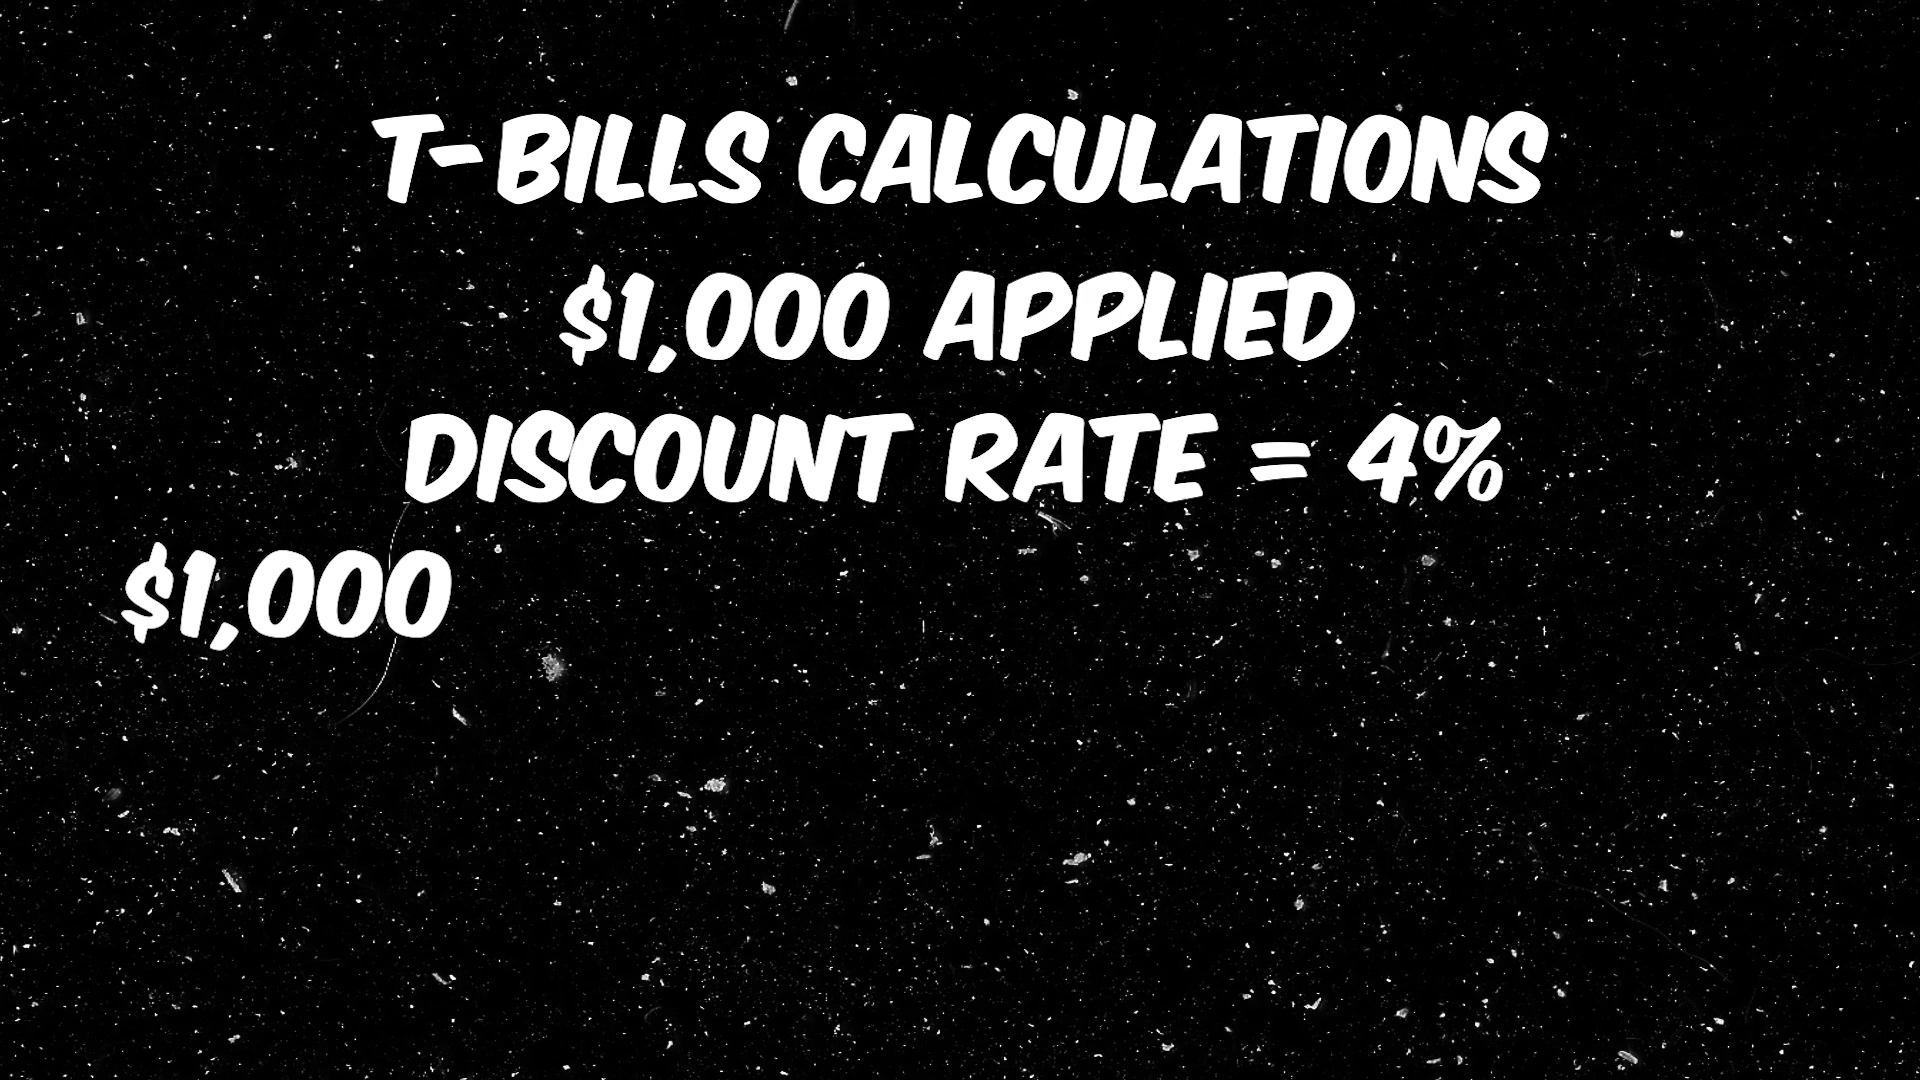 T-BILLS CALCULATIONS
$1,000 APPLIED
DISCOUNT RATE = 4%
$1,000